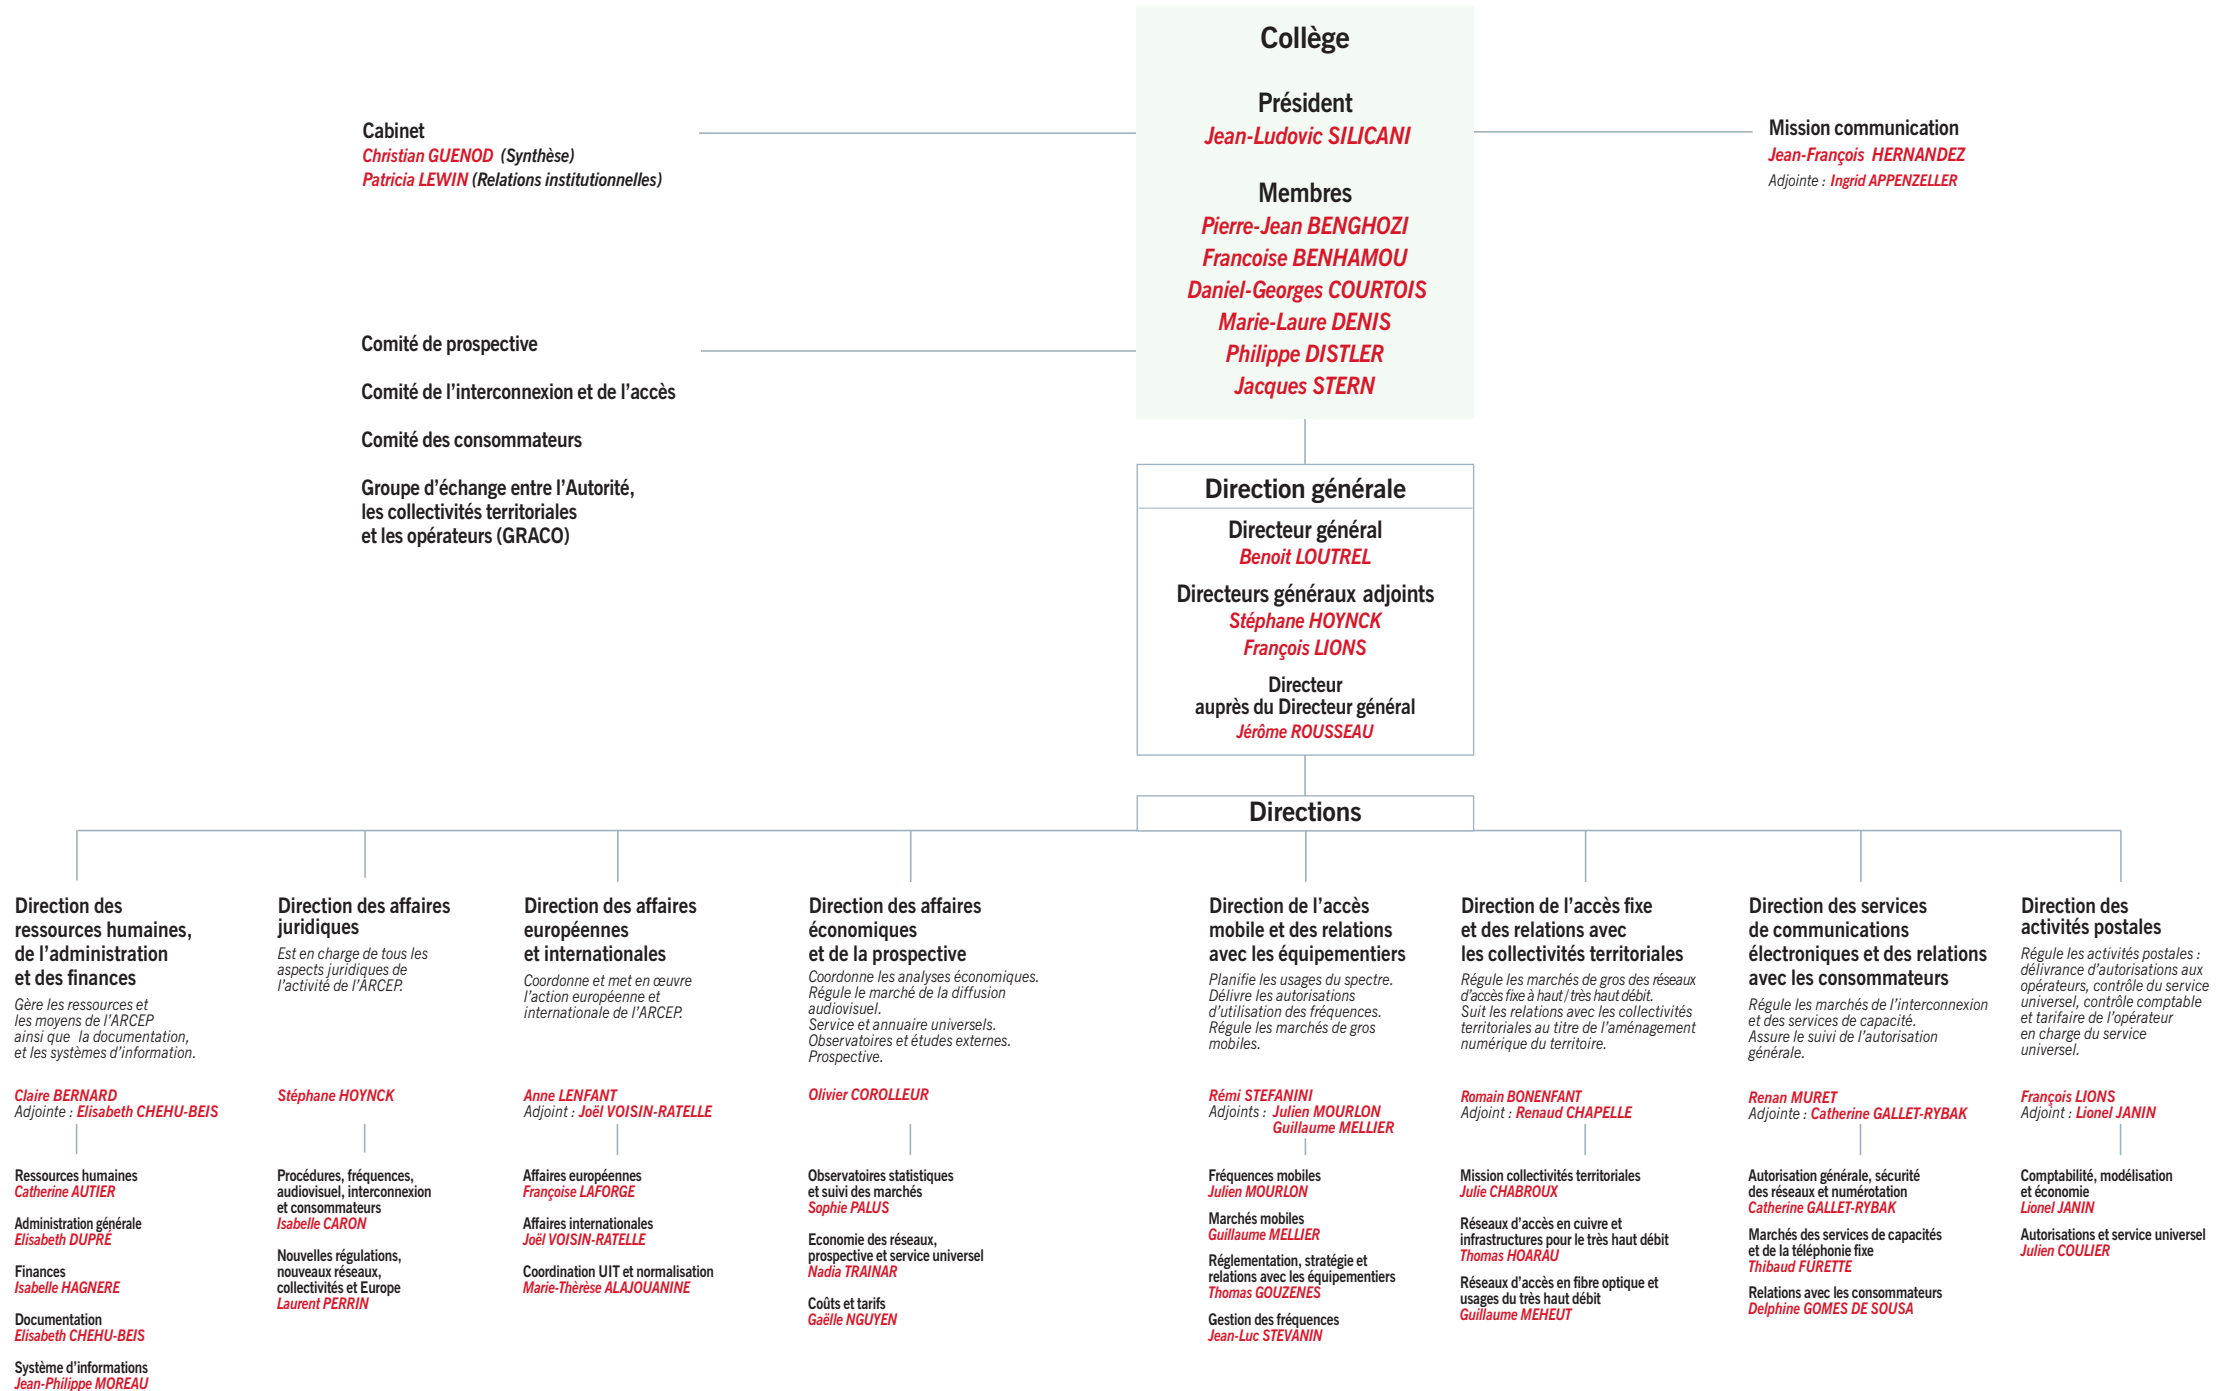 Collège
Président
Jean-Ludovic SILICANI
Membres
Pierre-Jean BENGHOZI
Francoise BENHAMOU
Daniel-Georges COURTOIS
Marie-Laure DENIS
Philippe DISTLER
Jacques STERN
Cabinet
Christian GUENOD (Synthèse)
Patricia LEWIN (Relations institutionnelles)
Mission communication
Jean-François HERNANDEZ
Adjointe : Ingrid APPENZELLER
Comité de prospective
Comité de l'interconnexion et de l'accès
Comité des consommateurs
Groupe d'échange entre l'Autorité,
les collectivités territoriales
et les opérateurs (GRACO)
Direction générale
Directeur général
Benoit LOUTREL
Directeurs généraux adjoints
Stéphane HOYNCK
François LIONS
Directeur
auprès du Directeur général
Jérôme ROUSSEAU
Directions
Direction des
ressources humaines,
de l'administration
et des finances
Gère les ressources et
les moyens de l'ARCEP
ainsi que la documentation,
et les systèmes d'information.
Claire BERNARD
Adjointe : Elisabeth CHEHU-BEIS
Ressources humaines
Catherine AUTIER
Administration générale
Elisabeth DUPRÉ
Finances
Isabelle HAGNERE
Documentation
Elisabeth CHEHU-BEIS
Système d'informations
Jean-Philippe MOREAU
Direction des affaires
juridiques
Est en charge de tous les
aspects juridiques de
l'activité de l'ARCEP.
Stéphane HOYNCK
Procédures, fréquences,
audiovisuel, interconnexion
et consommateurs
Isabelle CARON
Nouvelles régulations,
nouveaux réseaux,
collectivités et Europe
Laurent PERRIN
Direction des affaires
européennes
et internationales
Coordonne et met en œuvre
l'action européenne et
internationale de l'ARCEP.
Anne LENFANT
Adjoint : Joël VOISIN-RATELLE
Affaires européennes
Françoise LAFORGE
Affaires internationales
Joël VOISIN-RATELLE
Coordination UIT et normalisation
Marie-Thèrèse ALAJOUANINE
Direction des affaires
économiques
et de la prospective
Coordonne les analyses économiques.
Régule le marché de la diffusion
audiovisuel.
Service et annuaire universels.
Observatoires et études externes.
Prospective.
Olivier COROLLEUR
Observatoires statistiques
et suivi des marchés
Sophie PALUS
Economie des réseaux,
prospective et service universel
Nadia TRAINAR
Coûts et tarifs
Gaëlle NGUYEN
Direction de l'accès
mobile et des relations
avec les équipementiers
Planifie les usages du spectre.
Délivre les autorisations
d'utilisation des fréquences.
Régule les marchés de gros
mobiles.
Rémi STEFANINI
Adjoints : Julien MOURLON
Guillaume MELLIER
Fréquences mobiles
Julien MOURLON
Marchés mobiles
Guillaume MELLIER
Réglementation, stratégie et
relations avec les équipementiers
Thomas GOUZENES
Gestion des fréquences
Jean-Luc STEVANIN
Direction de l'accès fixe
et des relations avec
les collectivités territoriales
Régule les marchés de gros des réseaux
d'accès fixe à haut/très haut débit.
Suit les relations avec les collectivités
territoriales au titre de l'aménagement
numérique du territoire.
Romain BONENFANT
Adjoint : Renaud CHAPELLE
Mission collectivités territoriales
Julie CHABROUX
Réseaux d'accès en cuivre et
infrastructures pour le très haut débit
Thomas HOARAU
Réseaux d'accès en fibre optique et
usages du très haut débit
Guillaume MEHEUT
Direction des services
de communications
électroniques et des relations
avec les consommateurs
Régule les marchés de l'interconnexion
et des services de capacité.
Assure le suivi de l'autorisation
générale.
Renan MURET
Adjointe : Catherine GALLET-RYBAK
Autorisation générale, sécurité
des réseaux et numérotation
Catherine GALLET-RYBAK
Marchés des services de capacités
et de la téléphonie fixe
Thibaud FURETTE
Relations avec les consommateurs
Delphine GOMES DE SOUSA
Direction des
activités postales
Régule les activités postales :
délivrance d'autorisations aux
opérateurs, contrôle du service
universel, contrôle comptable
et tarifaire de l'opérateur
en charge du service
universel.
François LIONS
Adjoint : Lionel JANIN
Comptabilité, modélisation
et économie
Lionel JANIN
Autorisations et service universel
Julien COULIER